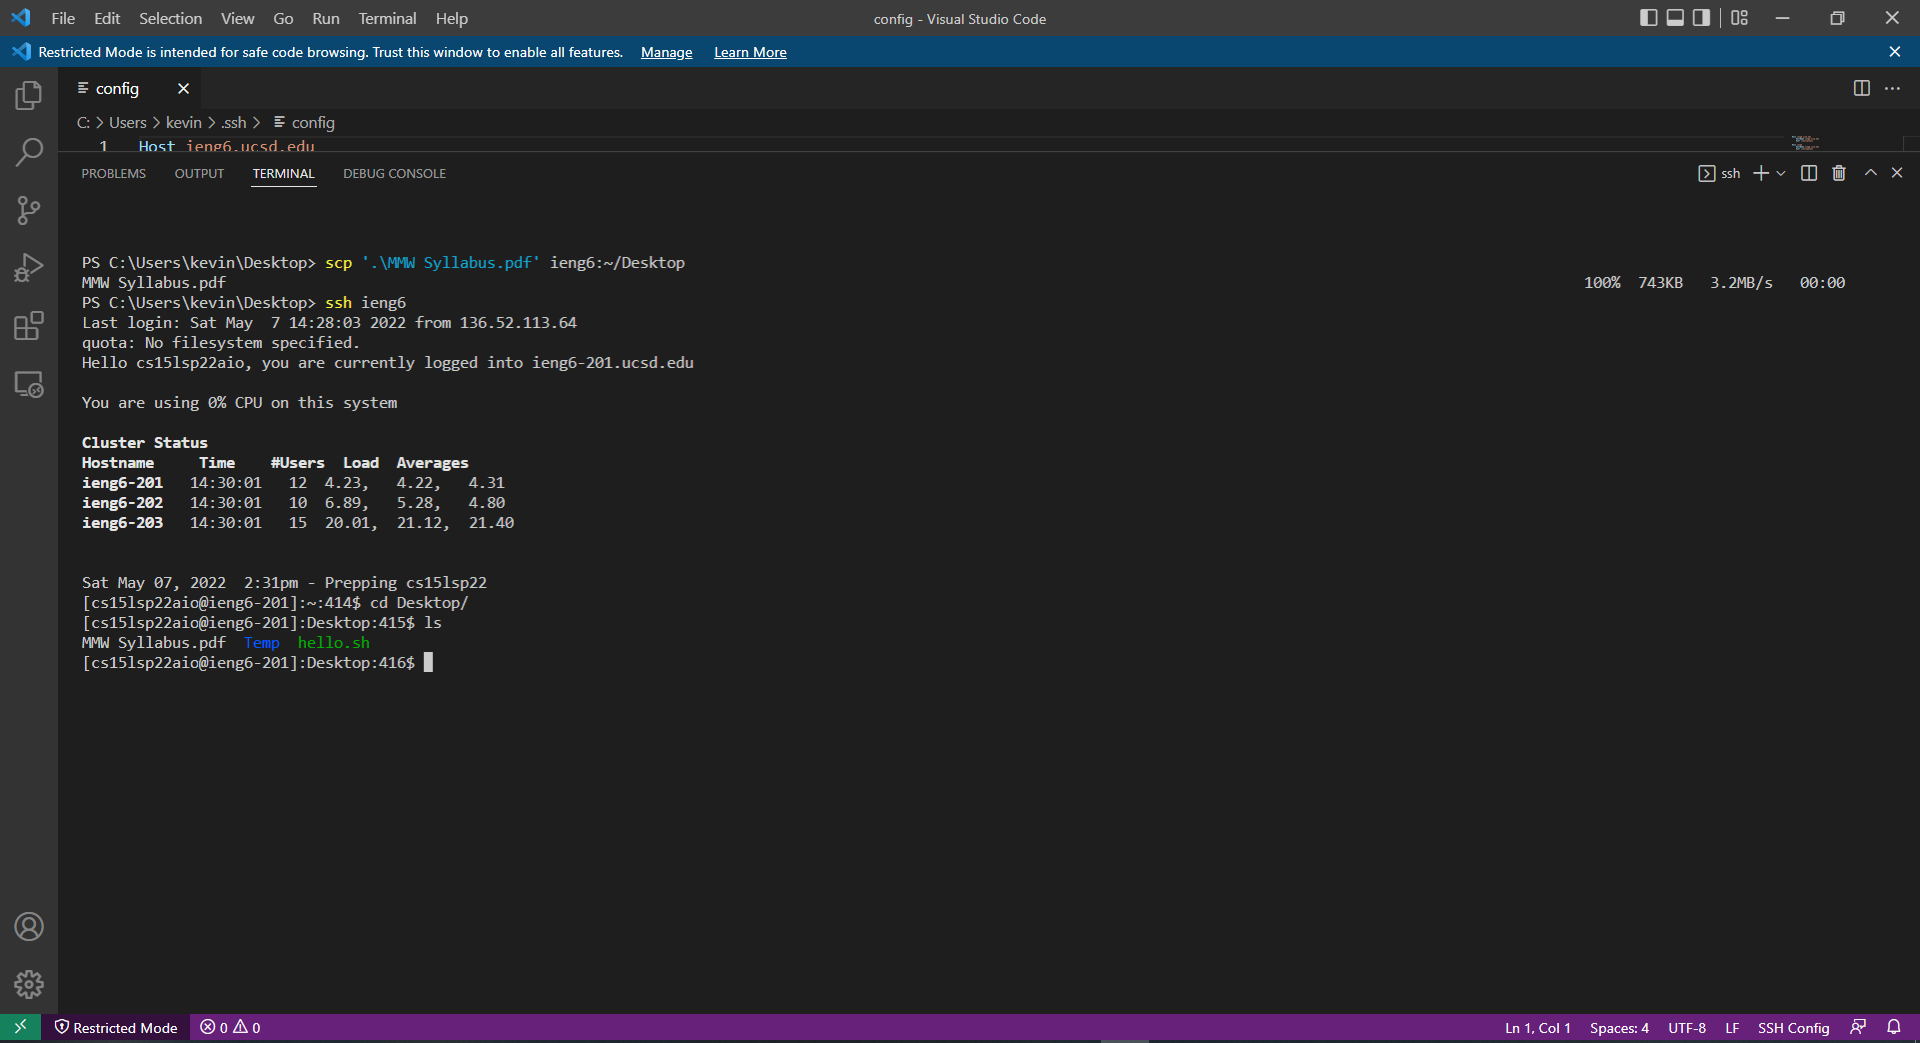 File Edit Selection View Go Run Terminal Help config - Visual Studio Code
Restricted Mode is intended for safe code browsing. Trust this window to enable all features. Manage Learn More
config
C: > Users > kevin > .ssh > config
1 Host ieng6.ucsd.edu
PROBLEMS OUTPUT TERMINAL DEBUG CONSOLE ssh
PS C:\Users\kevin\Desktop> scp '.\MMW Syllabus.pdf' ieng6:~/Desktop
MMW Syllabus.pdf 100% 743KB 3.2MB/s 00:00
PS C:\Users\kevin\Desktop> ssh ieng6
Last login: Sat May  7 14:28:03 2022 from 136.52.113.64
quota: No filesystem specified.
Hello cs15lsp22aio, you are currently logged into ieng6-201.ucsd.edu
You are using 0% CPU on this system
Cluster Status
Hostname     Time    #Users  Load  Averages
ieng6-201   14:30:01   12  4.23,   4.22,   4.31
ieng6-202   14:30:01   10  6.89,   5.28,   4.80
ieng6-203   14:30:01   15  20.01,  21.12,  21.40
Sat May 07, 2022  2:31pm - Prepping cs15lsp22
[cs15lsp22aio@ieng6-201]:~:414$ cd Desktop/
[cs15lsp22aio@ieng6-201]:Desktop:415$ ls
MMW Syllabus.pdf  Temp  hello.sh
[cs15lsp22aio@ieng6-201]:Desktop:416$
Restricted Mode 0 0 Ln 1, Col 1 Spaces: 4 UTF-8 LF SSH Config